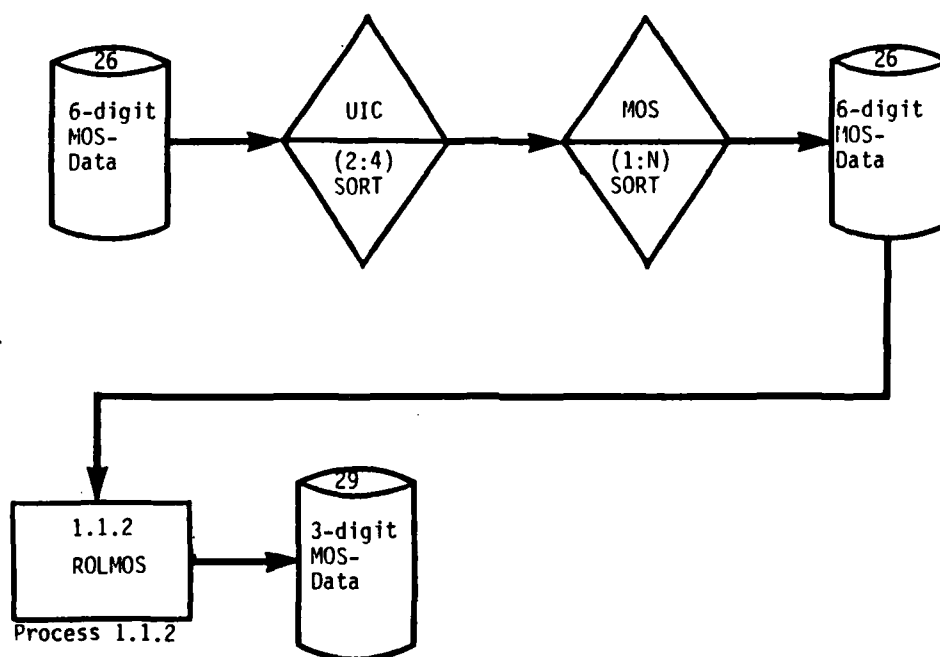 26
6-digit
MOS-
Data
UIC
(2:4)
SORT
MOS
(1:N)
SORT
26
6-digit
MOS-
Data
1.1.2
ROLMOS
Process 1.1.2
29
3-digit
MOS-
Data